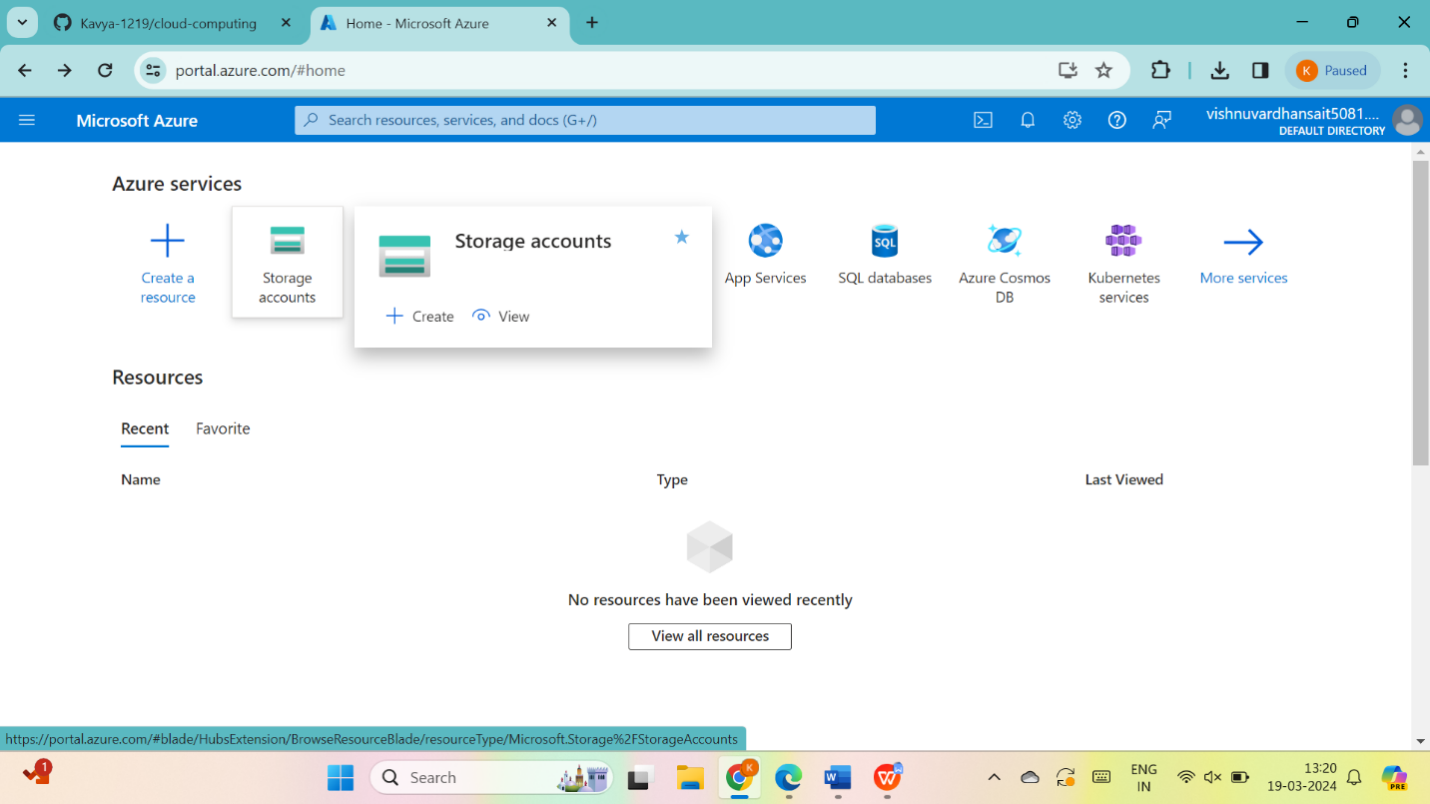 Kavya-1219/cloud-computing
Home - Microsoft Azure
portal.azure.com/#home
K
Paused
Microsoft Azure
Search resources, services, and docs (G+/)
vishnuvardhansait5081....
DEFAULT DIRECTORY
Azure services
Create a
resource
Storage
accounts
Storage accounts
Create
View
App Services
SQL
SQL databases
Azure Cosmos
DB
Kubernetes
services
More services
Resources
Recent
Favorite
Name
Type
Last Viewed
No resources have been viewed recently
View all resources
https://portal.azure.com/#blade/HubsExtension/BrowseResourceBlade/resourceType/Microsoft.Storage%2FStorageAccounts
1
Search
K
W
W
ENG
IN
13:20
19-03-2024
PRE